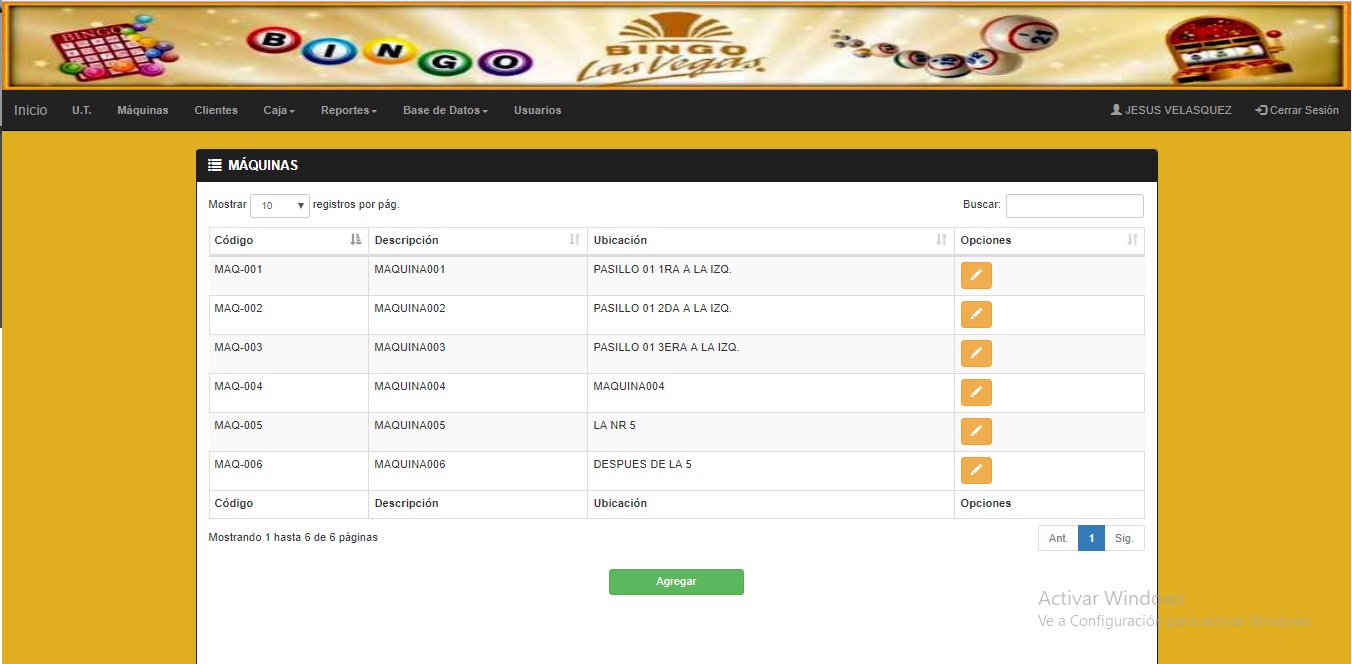 BINGO
B I N G O
BINGO
Las Vegas.
21
Inicio U.T. Máquinas Clientes Caja Reportes Base de Datos Usuarios JESUS VELASQUEZ Cerrar Sesión
MÁQUINAS
Mostrar 10 registros por pág. Buscar:
Código Descripción Ubicación Opciones
MAQ-001 MAQUINA001 PASILLO 01 1RA A LA IZQ.
MAQ-002 MAQUINA002 PASILLO 01 2DA A LA IZQ.
MAQ-003 MAQUINA003 PASILLO 01 3ERA A LA IZQ.
MAQ-004 MAQUINA004 MAQUINA004
MAQ-005 MAQUINA005 LA NR 5
MAQ-006 MAQUINA006 DESPUES DE LA 5
Código Descripción Ubicación Opciones
Mostrando 1 hasta 6 de 6 páginas Ant. 1 Sig.
Agregar
Activar Windows
Ve a Configuración para activar Windows.